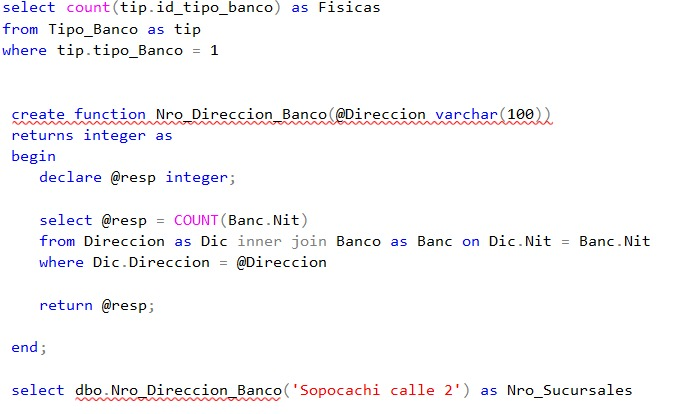 select count(tip.id_tipo_banco) as Fisicas
from Tipo_Banco as tip
where tip.tipo_Banco = 1
create function Nro_Direccion_Banco(@Direccion varchar(100))
returns integer as
begin
declare @resp integer;
select @resp = COUNT(Banc.Nit)
from Direccion as Dic inner join Banco as Banc on Dic.Nit = Banc.Nit
where Dic.Direccion = @Direccion
return @resp;
end;
select dbo.Nro_Direccion_Banco('Sopocachi calle 2') as Nro_Sucursales